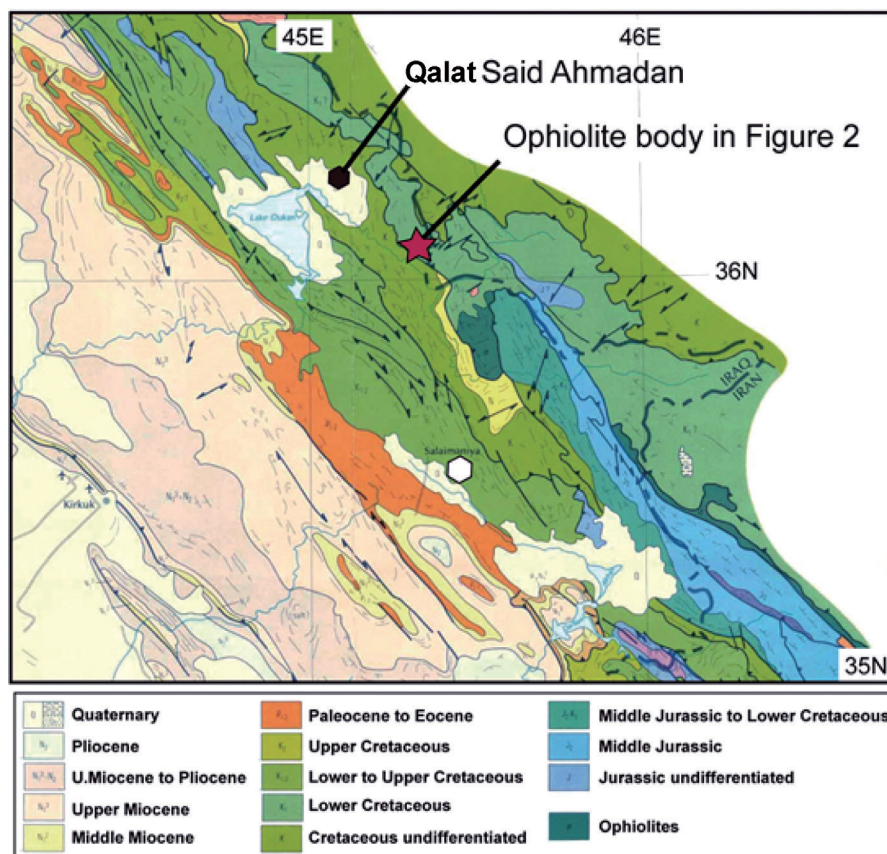 45E
46E
Qalat Said Ahmadan
Ophiolite body in Figure 2
Lake Dukan
36N
IRAQ
IRAN
Sulaimaniya
Kirkuk
35N
Quaternary
Pliocene
U.Miocene to Pliocene
Upper Miocene
Middle Miocene
Paleocene to Eocene
Upper Cretaceous
Lower to Upper Cretaceous
Lower Cretaceous
Cretaceous undifferentiated
Middle Jurassic to Lower Cretaceous
Middle Jurassic
Jurassic undifferentiated
Ophiolites